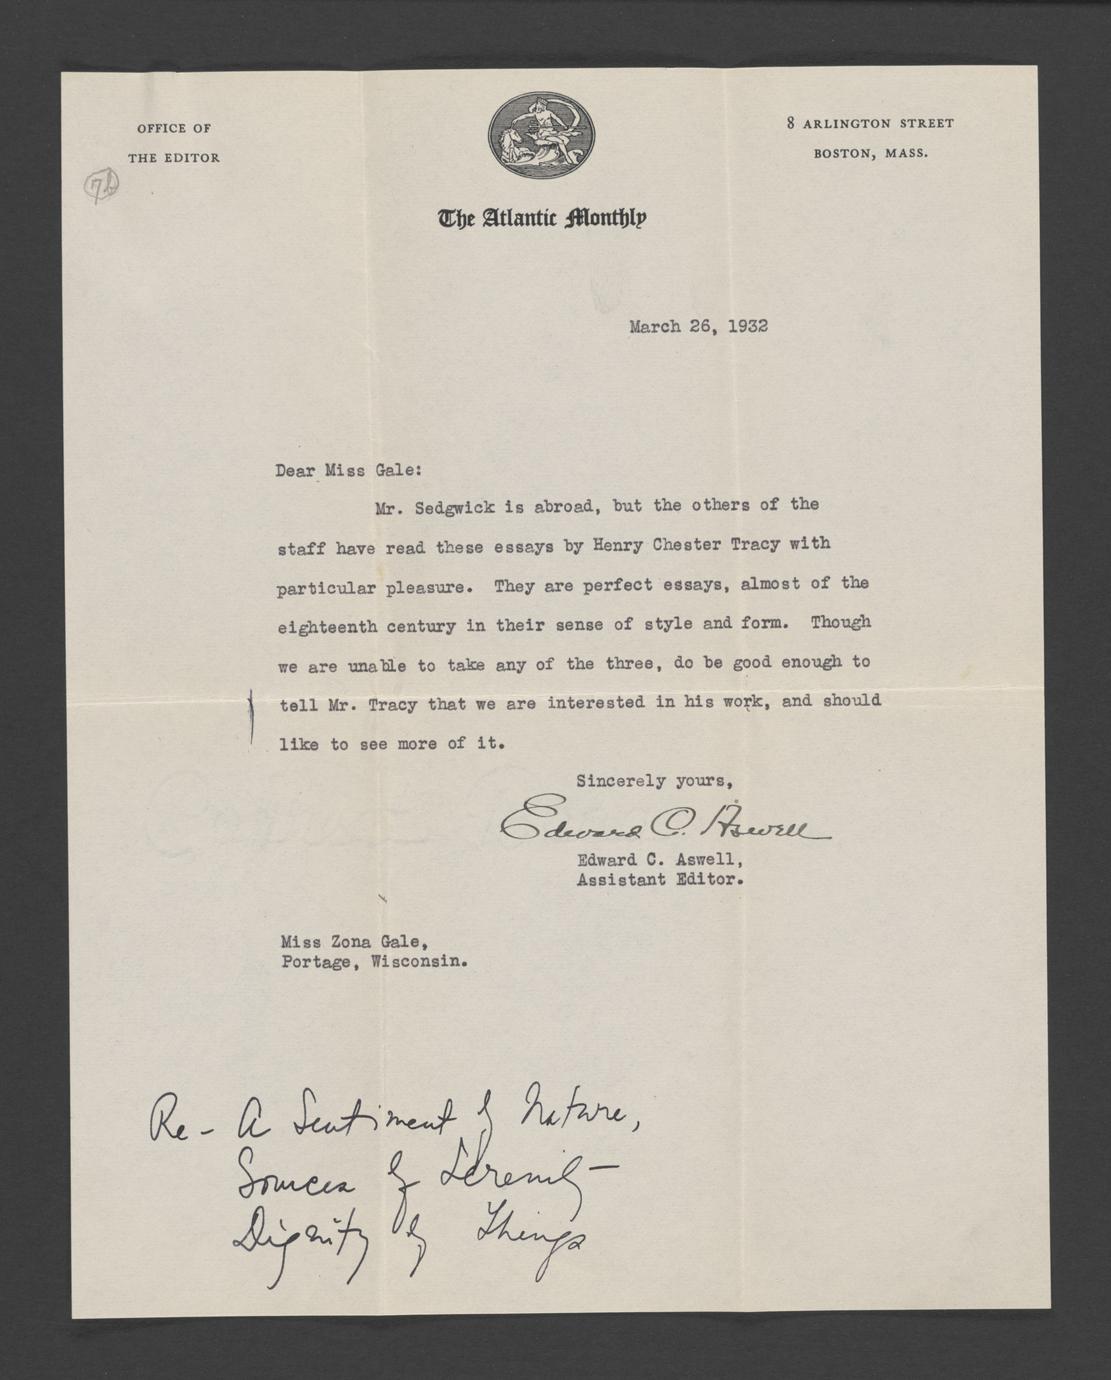 OFFICE OF
THE EDITOR
8 ARLINGTON STREET
BOSTON, MASS.
The Atlantic Monthly
March 26, 1932
Dear Miss Gale:
Mr. Sedgwick is abroad, but the others of the
staff have read these essays by Henry Chester Tracy with
particular pleasure. They are perfect essays, almost of the
eighteenth century in their sense of style and form. Though
we are unable to take any of the three, do be good enough to
tell Mr. Tracy that we are interested in his work, and should
like to see more of it.
Sincerely yours,
Edward C. Aswell
Edward C. Aswell,
Assistant Editor.
Miss Zona Gale,
Portage, Wisconsin.
Re - A Sentiment of Nature,
Sources of Serenity -
Dignity of Things